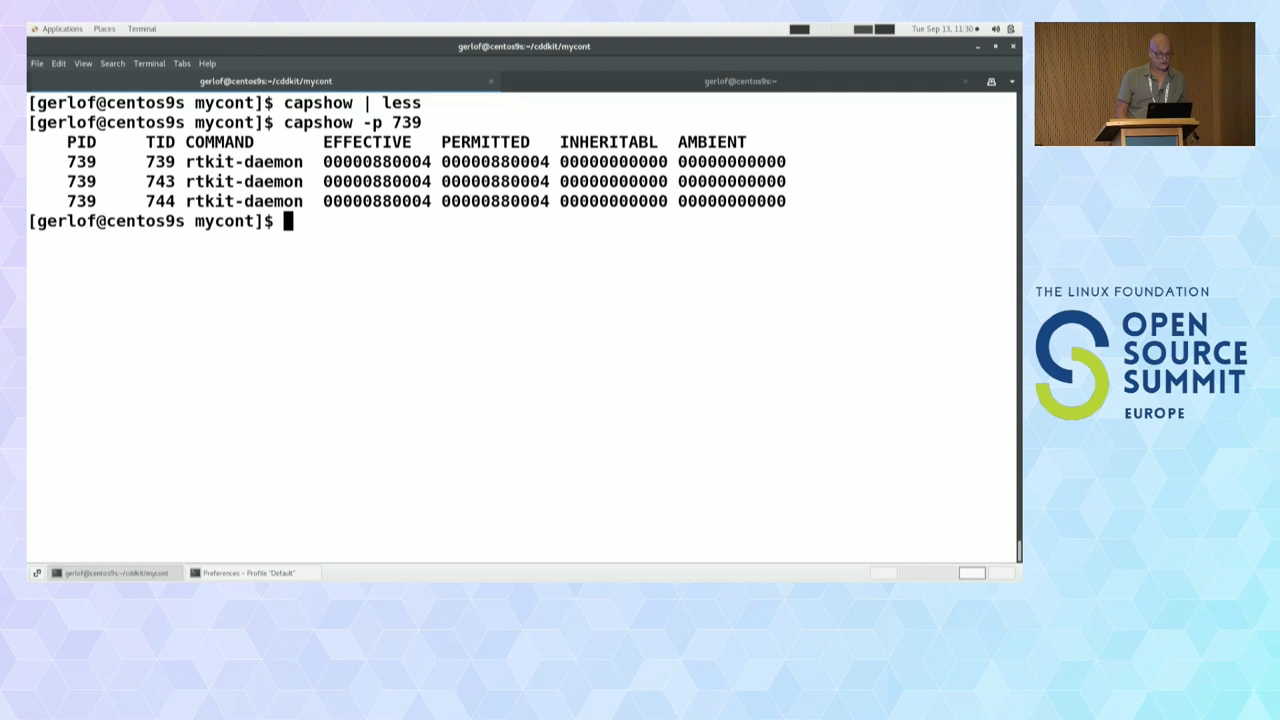 Applications Places Terminal Tue Sep 13, 11:30
gerlof@centos9s:~/cddkit/mycont
File Edit View Search Terminal Tabs Help
gerlof@centos9s:~/cddkit/mycont gerlof@centos9s:~
[gerlof@centos9s mycont]$ capshow | less
[gerlof@centos9s mycont]$ capshow -p 739
PID TID COMMAND EFFECTIVE PERMITTED INHERITABL AMBIENT
739 739 rtkit-daemon 00000880004 00000880004 00000000000 00000000000
739 743 rtkit-daemon 00000880004 00000880004 00000000000 00000000000
739 744 rtkit-daemon 00000880004 00000880004 00000000000 00000000000
[gerlof@centos9s mycont]$
gerlof@centos9s:~/cddkit/mycont Preferences – Profile "Default"
THE LINUX FOUNDATION
OPEN
SOURCE
SUMMIT
EUROPE